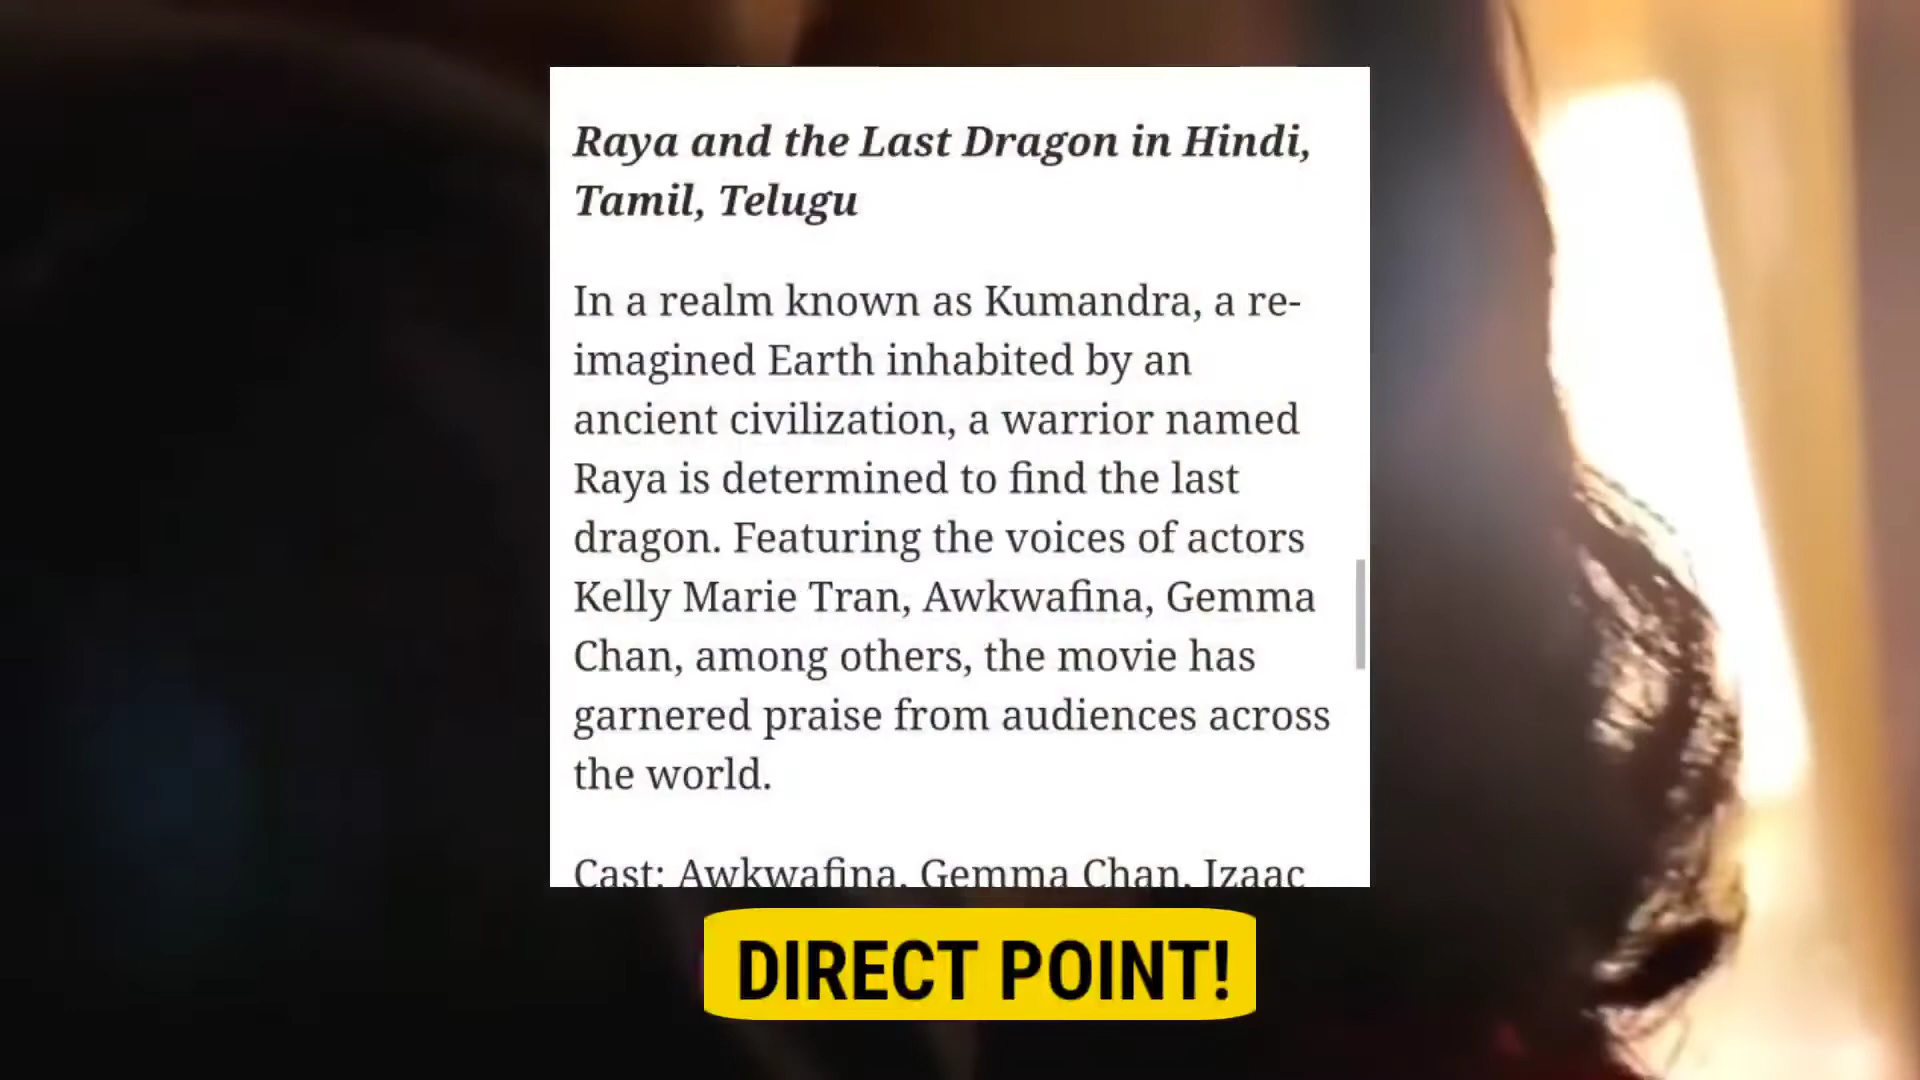 Raya and the Last Dragon in Hindi,
Tamil, Telugu
In a realm known as Kumandra, a re-
imagined Earth inhabited by an
ancient civilization, a warrior named
Raya is determined to find the last
dragon. Featuring the voices of actors
Kelly Marie Tran, Awkwafina, Gemma
Chan, among others, the movie has
garnered praise from audiences across
the world.
Cast: Awkwafina, Gemma Chan, Izaac
DIRECT POINT!